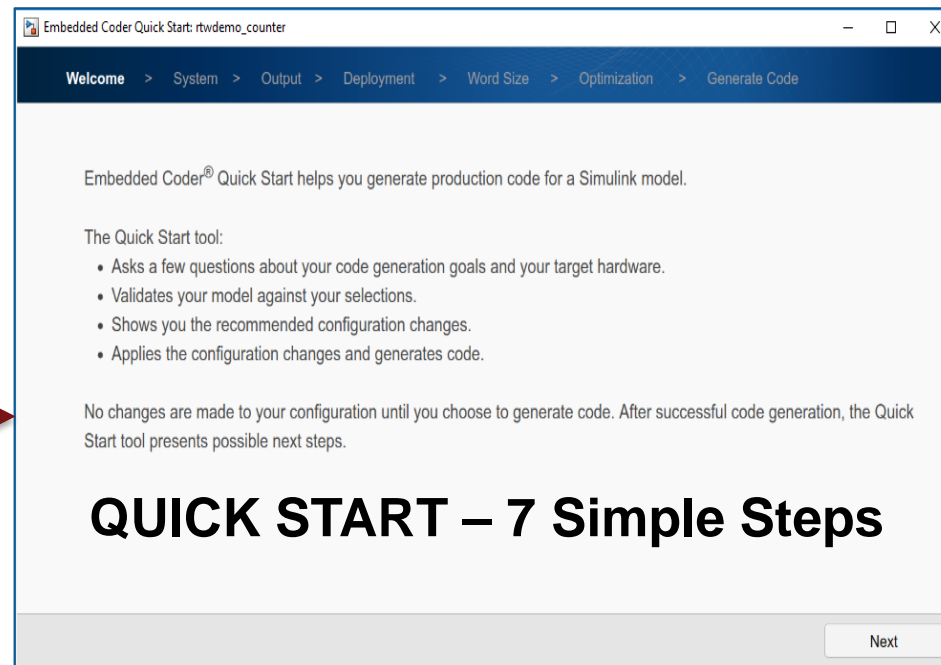 Embedded Coder Quick Start: rtwdemo_counter
Welcome > System > Output > Deployment > Word Size > Optimization > Generate Code
Embedded Coder® Quick Start helps you generate production code for a Simulink model.
The Quick Start tool:
• Asks a few questions about your code generation goals and your target hardware.
• Validates your model against your selections.
• Shows you the recommended configuration changes.
• Applies the configuration changes and generates code.
No changes are made to your configuration until you choose to generate code. After successful code generation, the Quick
Start tool presents possible next steps.
QUICK START – 7 Simple Steps
Next